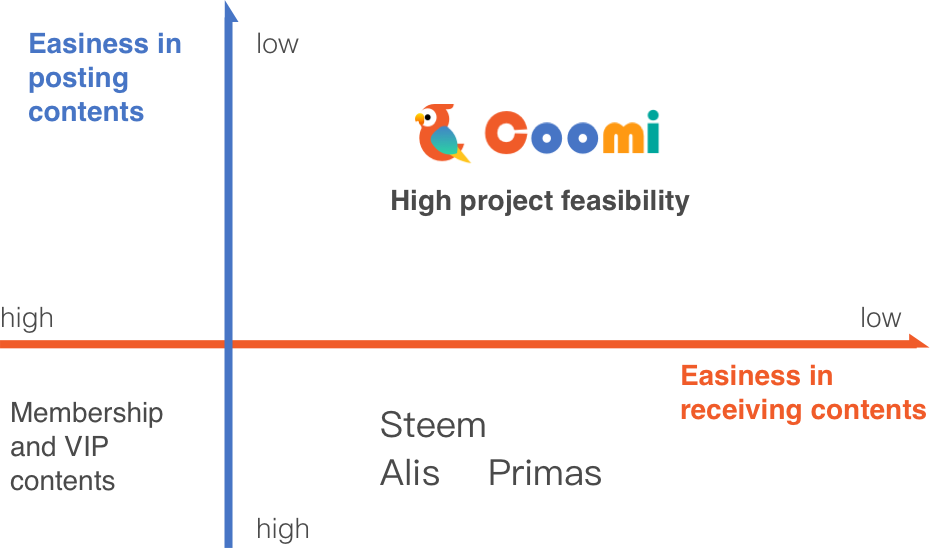 Easiness in
posting
contents
low
Coomi
High project feasibility
high
low
Easiness in
receiving contents
Membership
and VIP
contents
Steem
Alis Primas
high